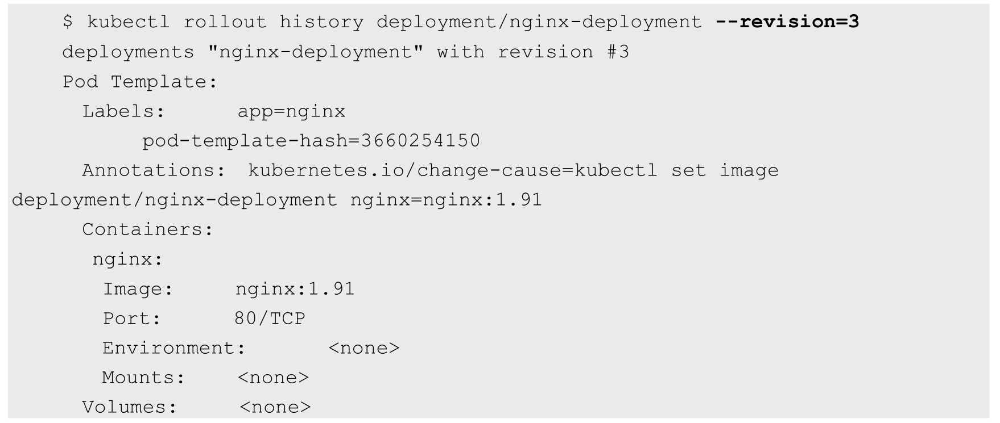 $ kubectl rollout history deployment/nginx-deployment --revision=3
deployments "nginx-deployment" with revision #3
Pod Template:
Labels: app=nginx
pod-template-hash=3660254150
Annotations: kubernetes.io/change-cause=kubectl set image
deployment/nginx-deployment nginx=nginx:1.91
Containers:
nginx:
Image: nginx:1.91
Port: 80/TCP
Environment: <none>
Mounts: <none>
Volumes: <none>